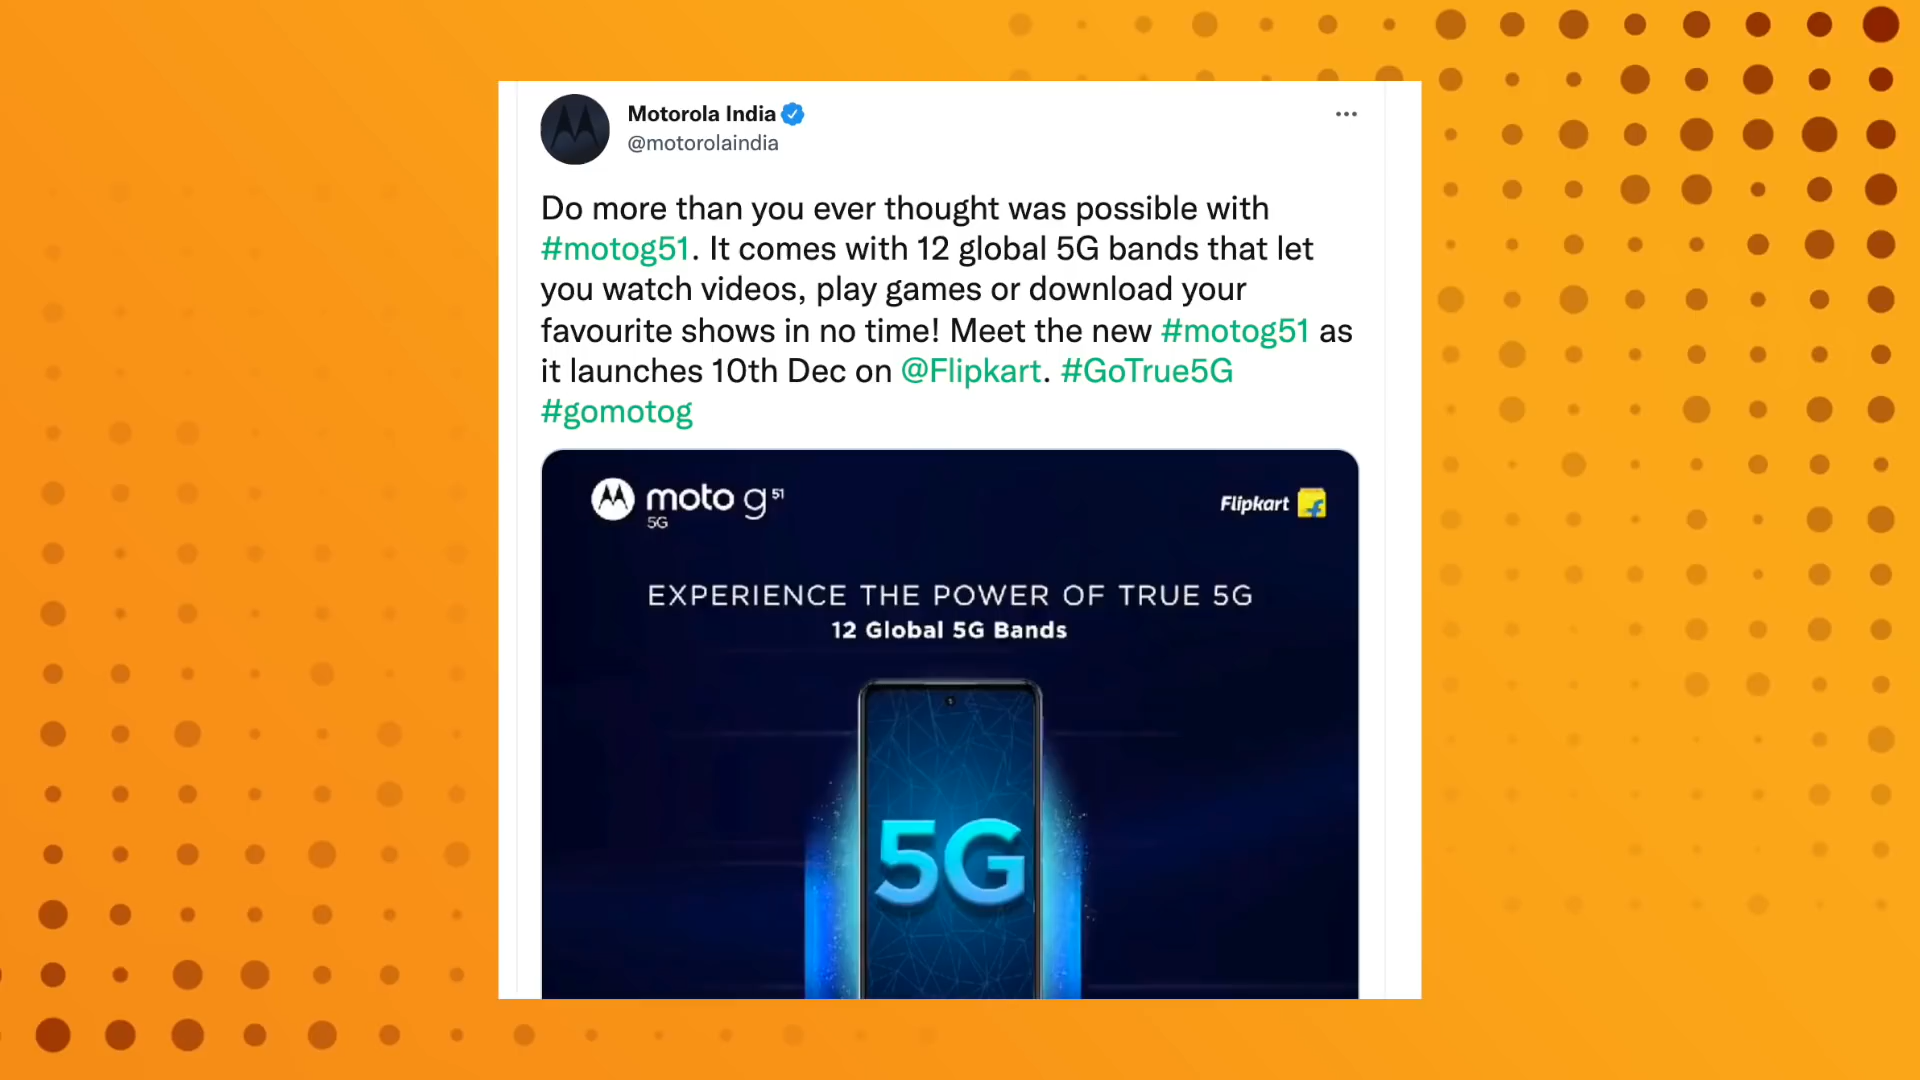 Motorola India
@motorolaindia
Do more than you ever thought was possible with
#motog51. It comes with 12 global 5G bands that let
you watch videos, play games or download your
favourite shows in no time! Meet the new #motog51 as
it launches 10th Dec on @Flipkart. #GoTrue5G
#gomotog
moto g 51
5G
Flipkart
EXPERIENCE THE POWER OF TRUE 5G
12 Global 5G Bands
5G